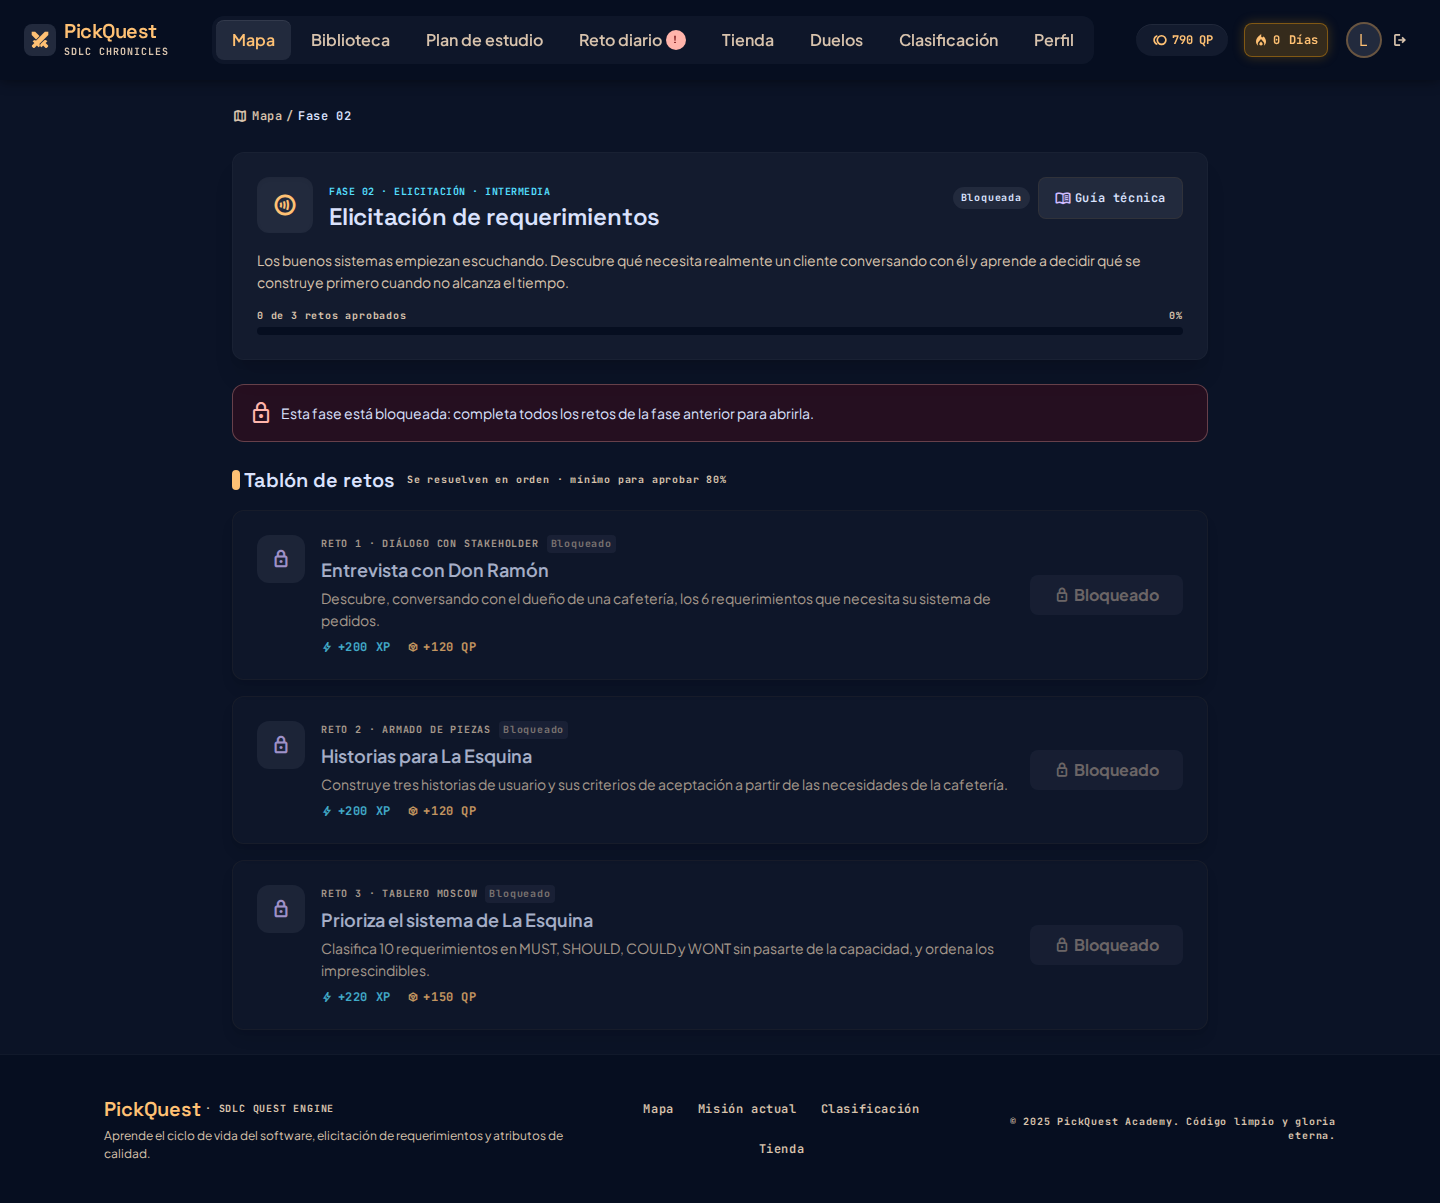 PickQuest
SDLC CHRONICLES
Mapa
Biblioteca
Plan de estudio
Reto diario !
Tienda
Duelos
Clasificación
Perfil
790 QP
0 Días
L
Mapa / Fase 02
FASE 02 · ELICITACIÓN · INTERMEDIA
Elicitación de requerimientos
Bloqueada
Guía técnica
Los buenos sistemas empiezan escuchando. Descubre qué necesita realmente un cliente conversando con él y aprende a decidir qué se
construye primero cuando no alcanza el tiempo.
0 de 3 retos aprobados
0%
Esta fase está bloqueada: completa todos los retos de la fase anterior para abrirla.
Tablón de retos
Se resuelven en orden · mínimo para aprobar 80%
RETO 1 · DIÁLOGO CON STAKEHOLDER Bloqueado
Entrevista con Don Ramón
Descubre, conversando con el dueño de una cafetería, los 6 requerimientos que necesita su sistema de
pedidos.
+200 XP +120 QP
Bloqueado
RETO 2 · ARMADO DE PIEZAS Bloqueado
Historias para La Esquina
Construye tres historias de usuario y sus criterios de aceptación a partir de las necesidades de la cafetería.
+200 XP +120 QP
Bloqueado
RETO 3 · TABLERO MOSCOW Bloqueado
Prioriza el sistema de La Esquina
Clasifica 10 requerimientos en MUST, SHOULD, COULD y WONT sin pasarte de la capacidad, y ordena los
imprescindibles.
+220 XP +150 QP
Bloqueado
PickQuest · SDLC QUEST ENGINE
Aprende el ciclo de vida del software, elicitación de requerimientos y atributos de
calidad.
Mapa
Misión actual
Clasificación
Tienda
© 2025 PickQuest Academy. Código limpio y gloria
eterna.